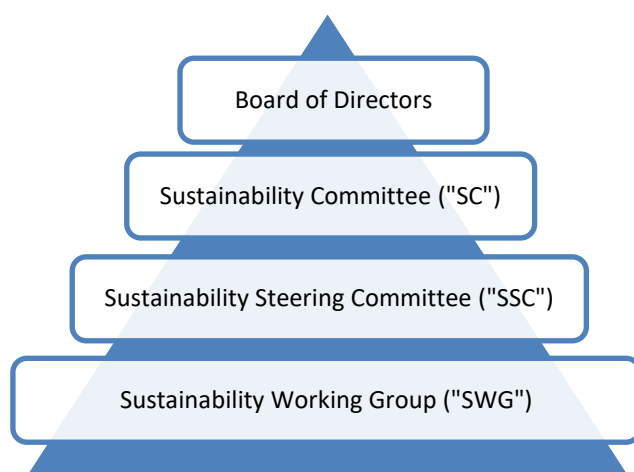 Board of Directors
Sustainability Committee ("SC")
Sustainability Steering Committee ("SSC")
Sustainability Working Group ("SWG")